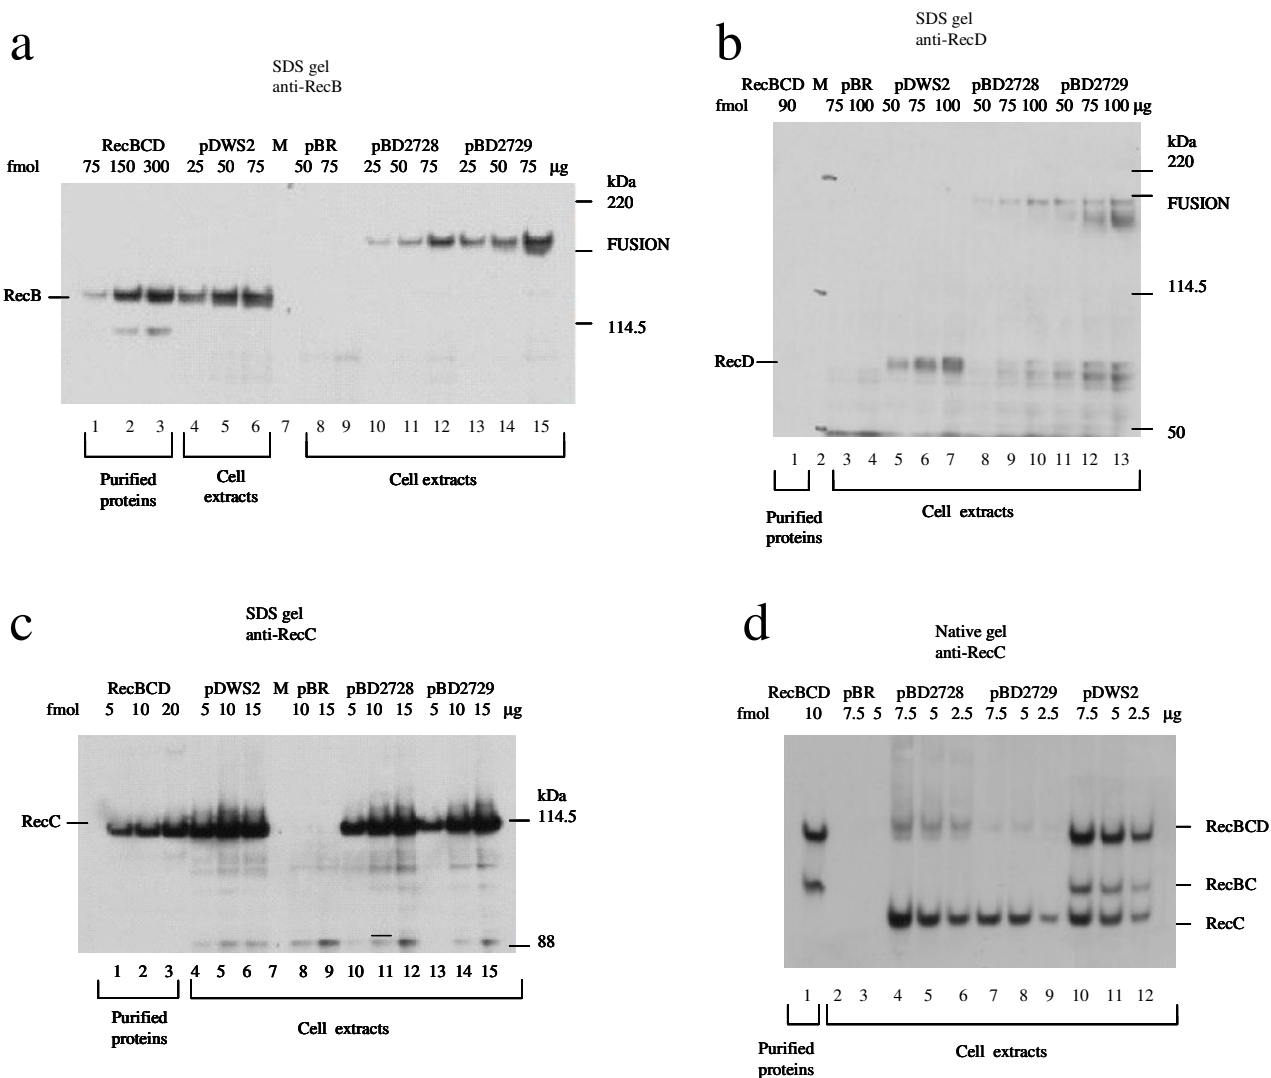 a
SDS gel
anti-RecB
RecBCD pDWS2 M pBR pBD2728 pBD2729
fmol 75 150 300 25 50 75 50 75 25 50 75 25 50 75 µg
kDa
220
FUSION
RecB
114.5
1 2 3 4 5 6 7 8 9 10 11 12 13 14 15
Purified
proteins
Cell
extracts
Cell extracts
b
SDS gel
anti-RecD
RecBCD M pBR pDWS2 pBD2728 pBD2729
fmol 90 75 100 50 75 100 50 75 100 50 75 100 µg
kDa
220
FUSION
114.5
RecD
50
1 2 3 4 5 6 7 8 9 10 11 12 13
Purified
proteins
Cell extracts
c
SDS gel
anti-RecC
RecBCD pDWS2 M pBR pBD2728 pBD2729
fmol 5 10 20 5 10 15 10 15 5 10 15 5 10 15 µg
kDa
RecC
114.5
88
1 2 3 4 5 6 7 8 9 10 11 12 13 14 15
Purified
proteins
Cell extracts
d
Native gel
anti-RecC
RecBCD pBR pBD2728 pBD2729 pDWS2
fmol 10 7.5 5 7.5 5 2.5 7.5 5 2.5 7.5 5 2.5 µg
RecBCD
RecBC
RecC
1 2 3 4 5 6 7 8 9 10 11 12
Purified
proteins
Cell extracts